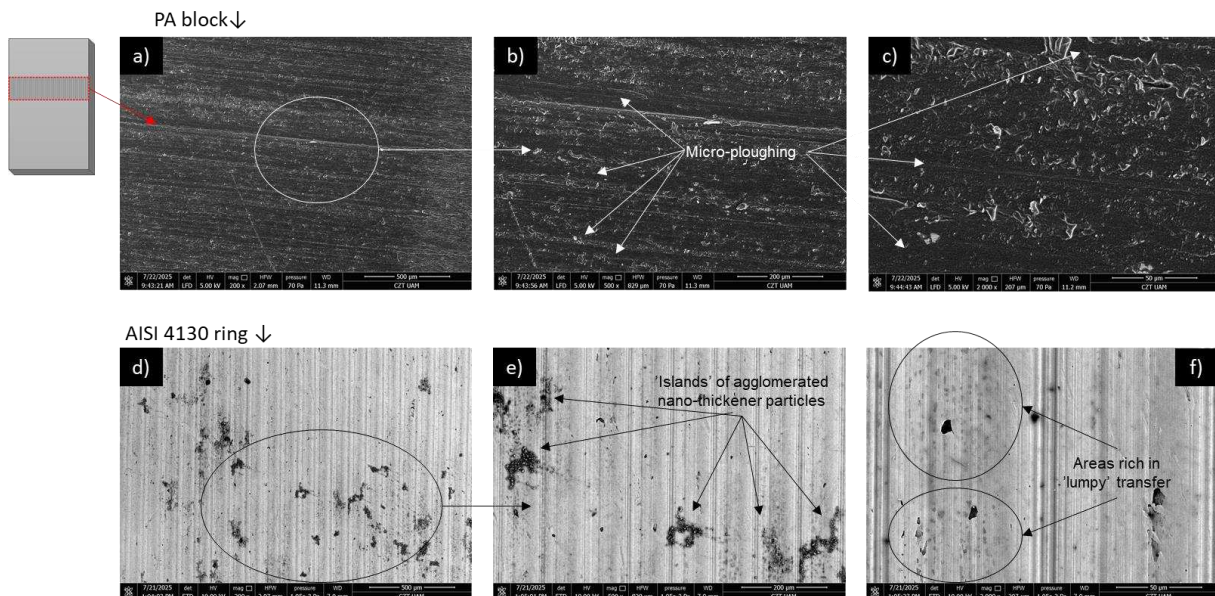 PA block↓
a)
b)
c)
Micro-ploughing
7/22/2025 det HV mag HFW pressure WD 500 µm
9:43:21 AM LFD 5.00 kV 200 x 2.07 mm 70 Pa 11.3 mm CZT UAM
7/22/2025 det HV mag HFW pressure WD 200 µm
9:43:56 AM LFD 5.00 kV 500 x 829 µm 70 Pa 11.3 mm CZT UAM
7/22/2025 det HV mag HFW pressure WD 50 µm
9:44:43 AM LFD 5.00 kV 2 000 x 207 µm 70 Pa 11.2 mm CZT UAM
AISI 4130 ring ↓
d)
e)
f)
'Islands' of agglomerated
nano-thickener particles
Areas rich in
'lumpy' transfer
7/21/2025 det HV mag HFW pressure WD 500 µm
7/21/2025 det HV mag HFW pressure WD 200 µm
7/21/2025 det HV mag HFW pressure WD 50 µm